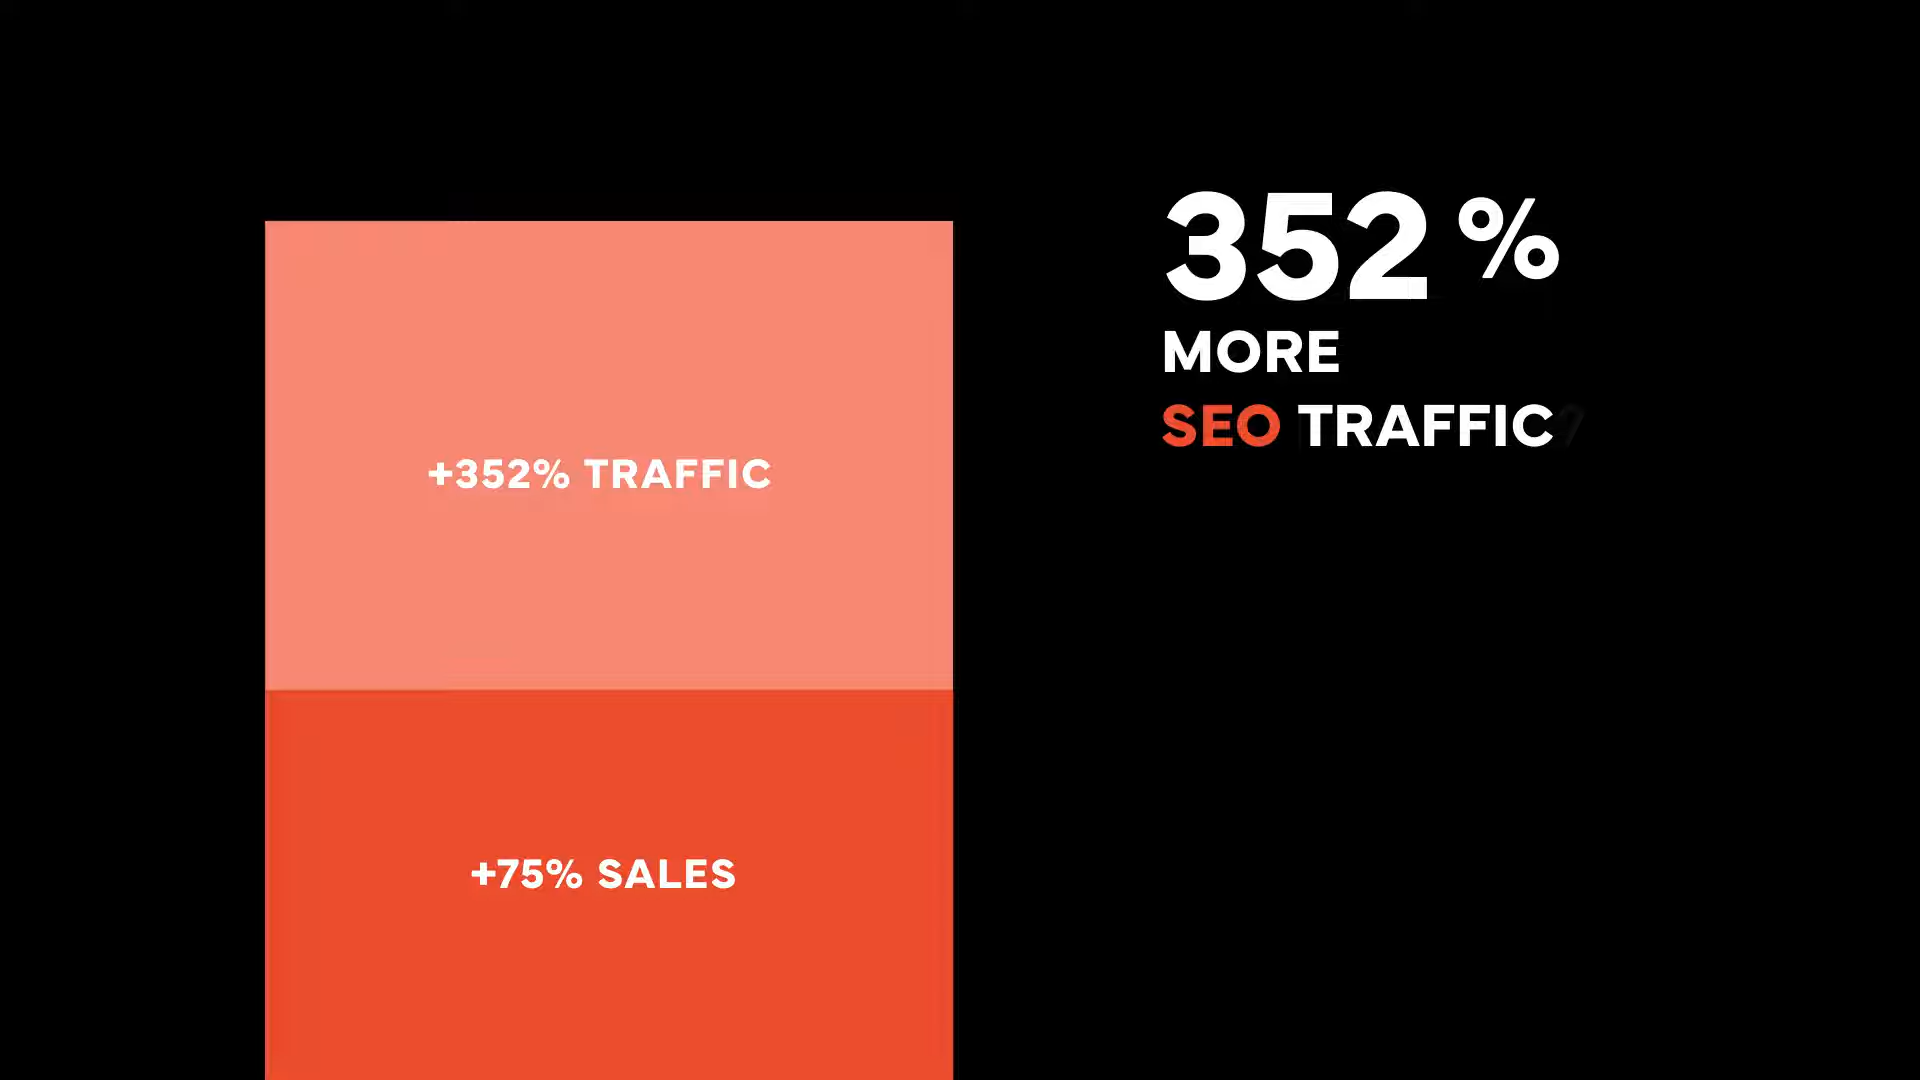 +352% TRAFFIC
+75% SALES
352 %
MORE
SEO TRAFFIC